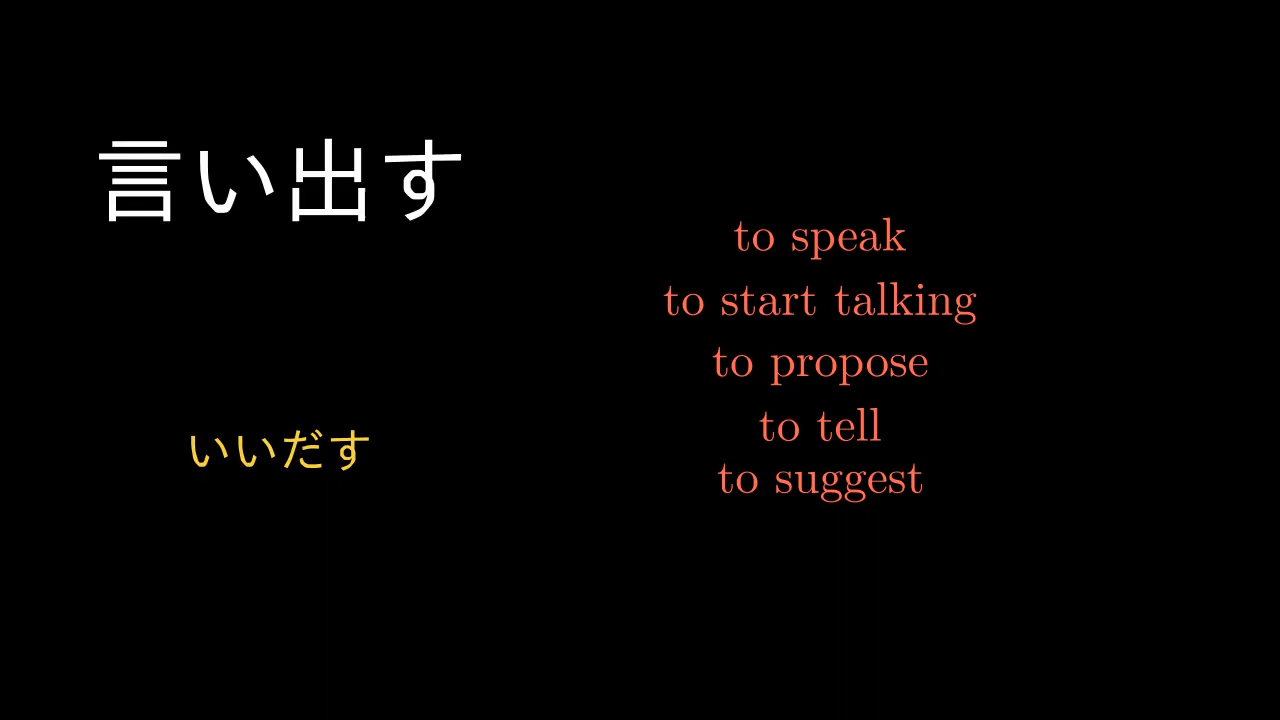 言い出す
いいだす
to speak
to start talking
to propose
to tell
to suggest